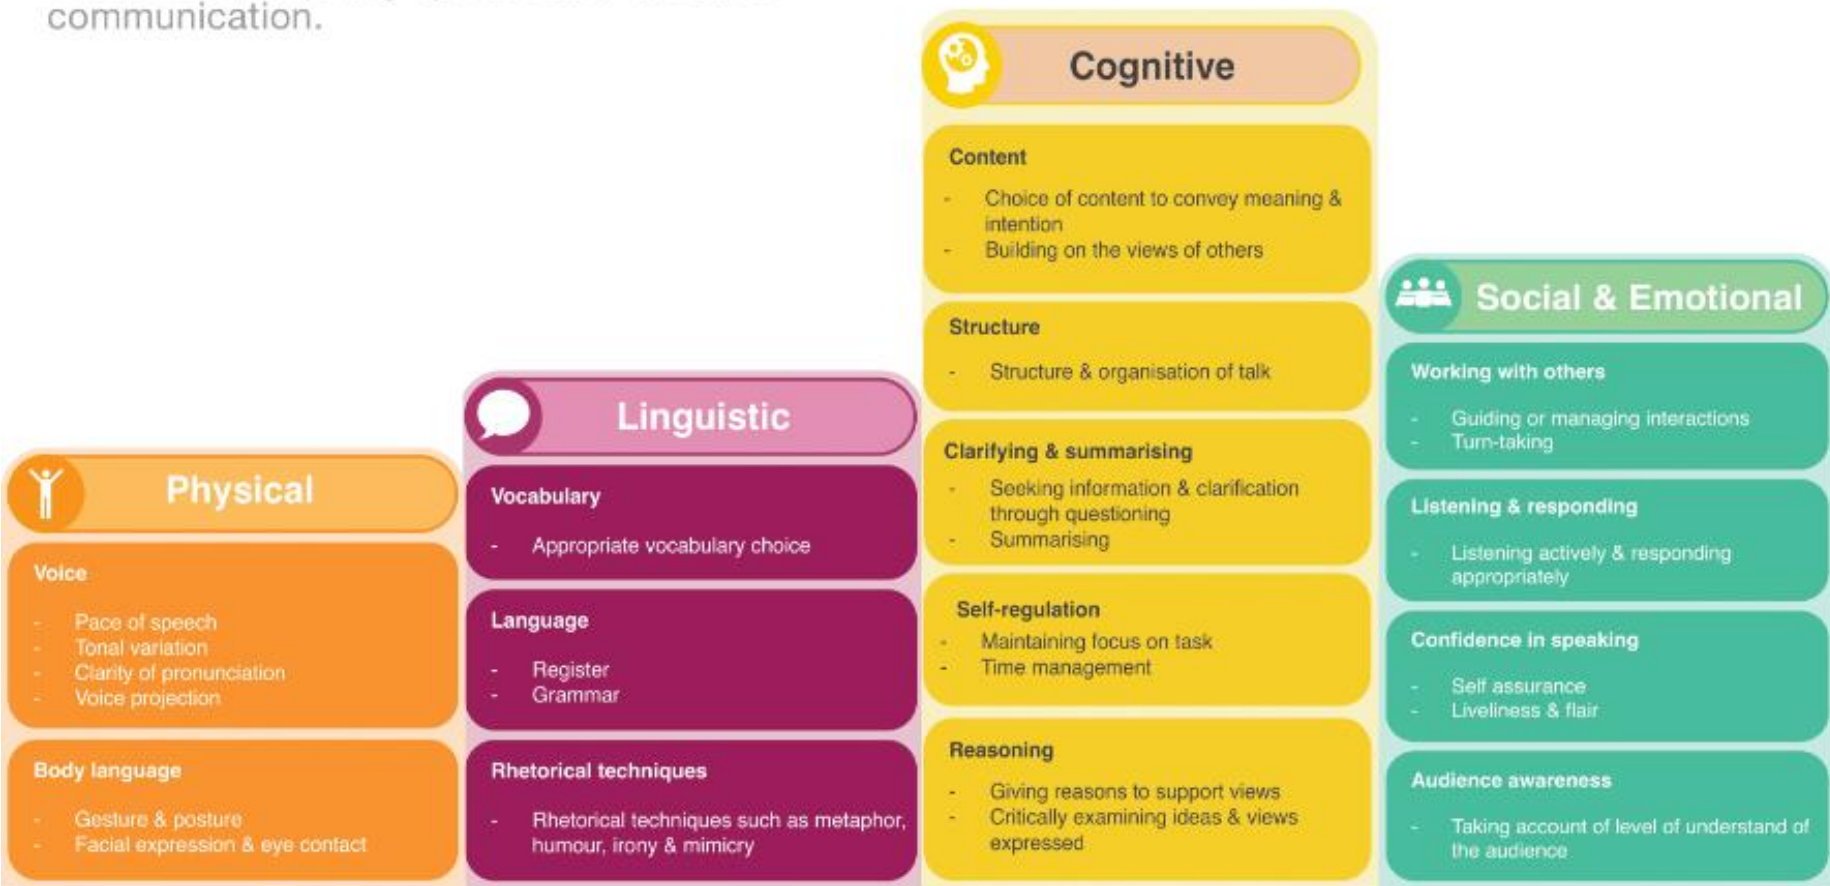 communication.
Physical
Voice
- Pace of speech
- Tonal variation
- Clarity of pronunciation
- Voice projection
Body language
- Gesture & posture
- Facial expression & eye contact
Linguistic
Vocabulary
- Appropriate vocabulary choice
Language
- Register
- Grammar
Rhetorical techniques
- Rhetorical techniques such as metaphor,
humour, irony & mimicry
Cognitive
Content
- Choice of content to convey meaning &
intention
- Building on the views of others
Structure
- Structure & organisation of talk
Clarifying & summarising
- Seeking information & clarification
through questioning
- Summarising
Self-regulation
- Maintaining focus on task
- Time management
Reasoning
- Giving reasons to support views
- Critically examining ideas & views
expressed
Social & Emotional
Working with others
- Guiding or managing interactions
- Turn-taking
Listening & responding
- Listening actively & responding
appropriately
Confidence in speaking
- Self assurance
- Liveliness & flair
Audience awareness
- Taking account of level of understand of
the audience